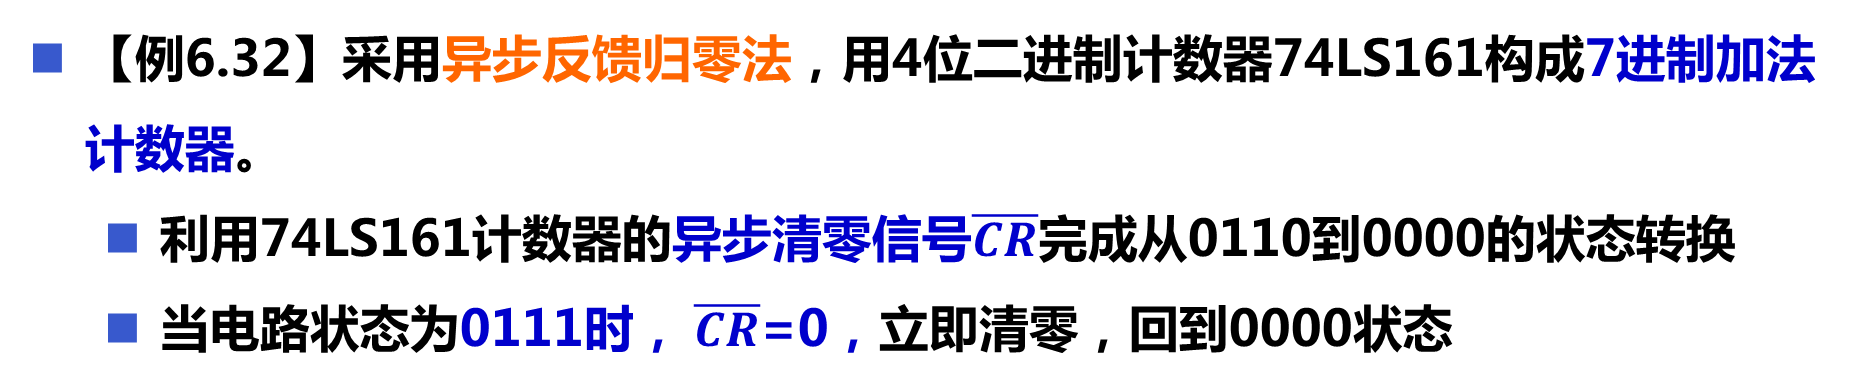 ■ 【例6.32】采用异步反馈归零法，用4位二进制计数器74LS161构成7进制加法
计数器。
■ 利用74LS161计数器的异步清零信号$\overline{CR}$完成从0110到0000的状态转换
■ 当电路状态为0111时， $\overline{CR}$=0，立即清零，回到0000状态